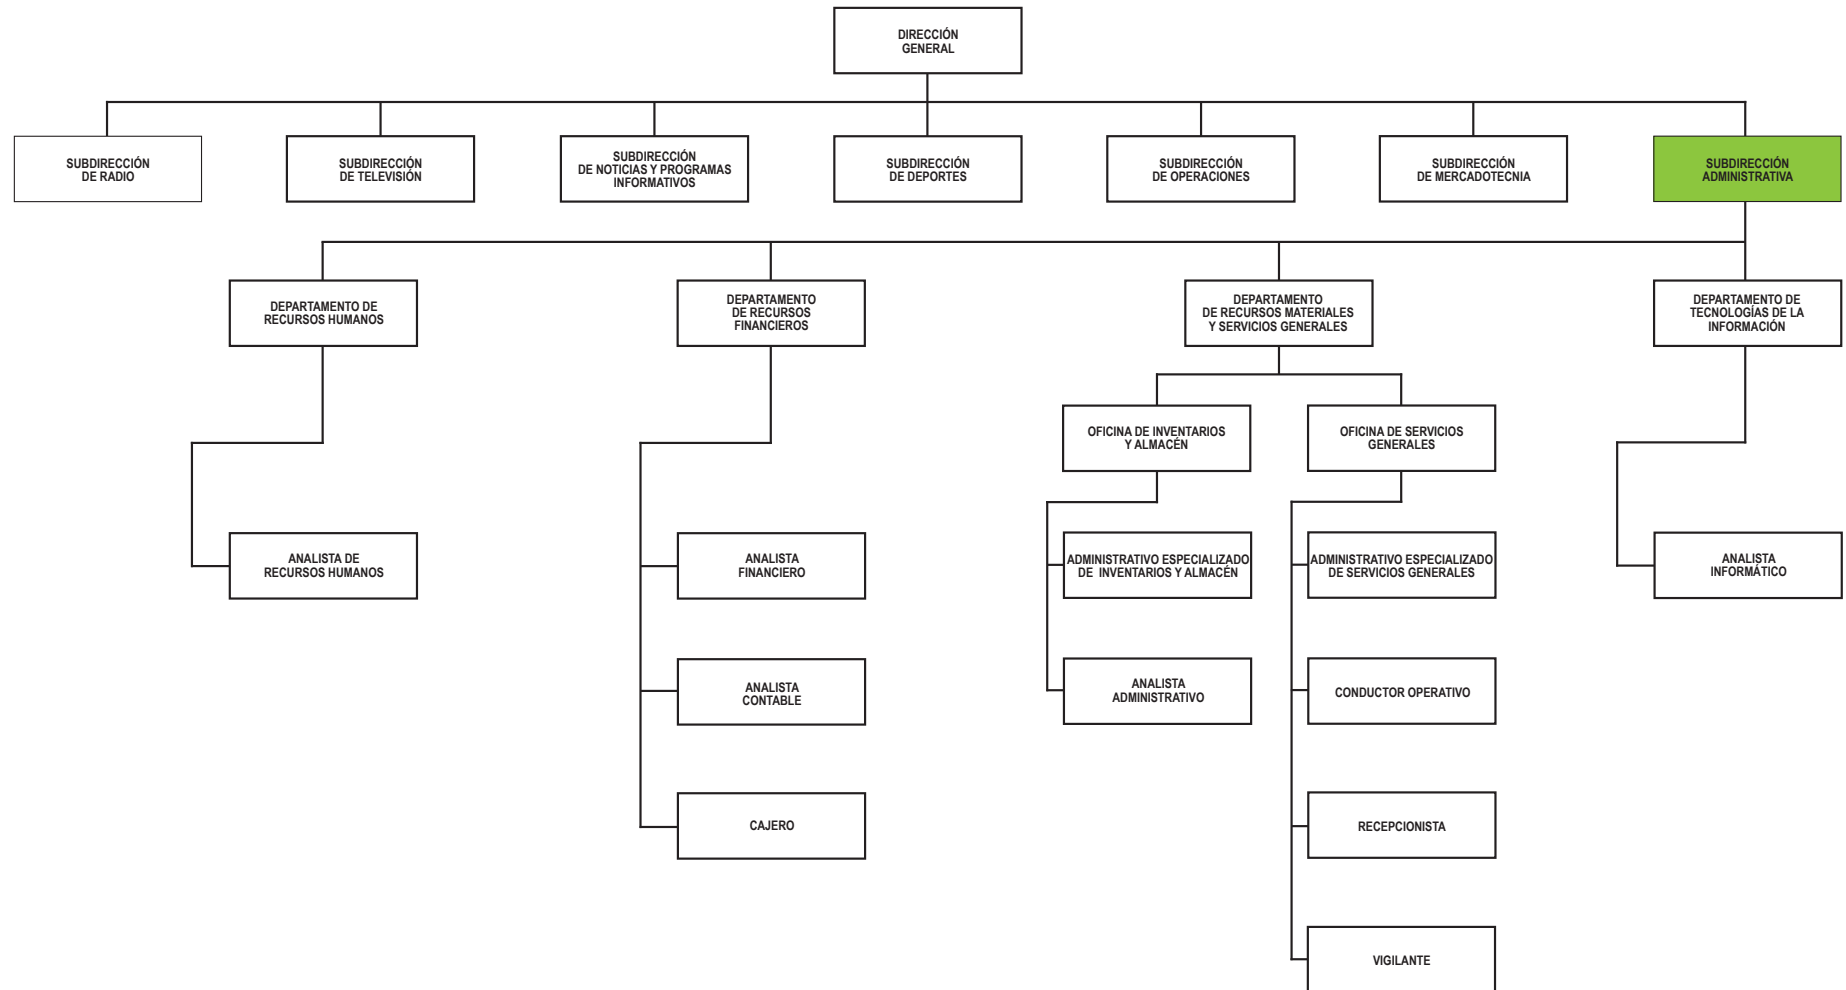 DIRECCIÓN
GENERAL
SUBDIRECCIÓN
DE RADIO
SUBDIRECCIÓN
DE TELEVISIÓN
SUBDIRECCIÓN
DE NOTICIAS Y PROGRAMAS
INFORMATIVOS
SUBDIRECCIÓN
DE DEPORTES
SUBDIRECCIÓN
DE OPERACIONES
SUBDIRECCIÓN
DE MERCADOTECNIA
SUBDIRECCIÓN
ADMINISTRATIVA
DEPARTAMENTO DE
RECURSOS HUMANOS
DEPARTAMENTO
DE RECURSOS
FINANCIEROS
DEPARTAMENTO
DE RECURSOS MATERIALES
Y SERVICIOS GENERALES
DEPARTAMENTO DE
TECNOLOGÍAS DE LA
INFORMACIÓN
OFICINA DE INVENTARIOS
Y ALMACÉN
OFICINA DE SERVICIOS
GENERALES
ANALISTA DE
RECURSOS HUMANOS
ANALISTA
FINANCIERO
ADMINISTRATIVO ESPECIALIZADO
DE INVENTARIOS Y ALMACÉN
ADMINISTRATIVO ESPECIALIZADO
DE SERVICIOS GENERALES
ANALISTA
INFORMÁTICO
ANALISTA
CONTABLE
ANALISTA
ADMINISTRATIVO
CONDUCTOR OPERATIVO
CAJERO
RECEPCIONISTA
VIGILANTE